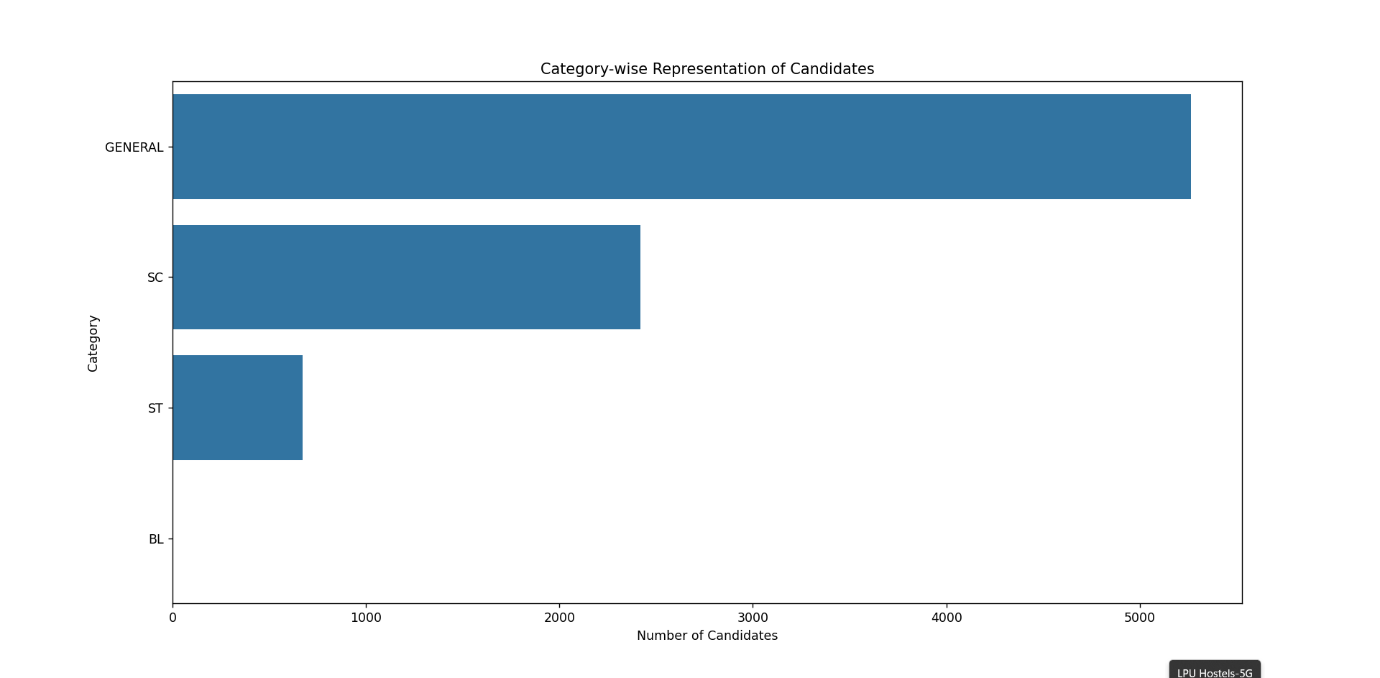 Category-wise Representation of Candidates
GENERAL
SC
ST
BL
Category
0 1000 2000 3000 4000 5000
Number of Candidates
LPU Hostels-5G